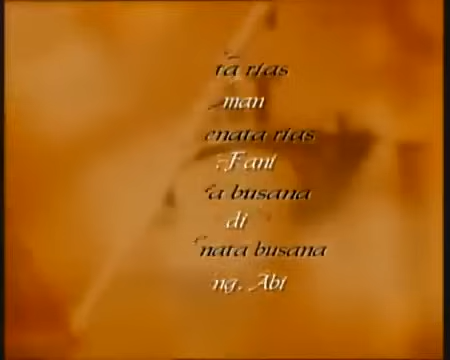 ta rias
man
enata rias
. Fani
a busana
di
nata busana
ng. Abi